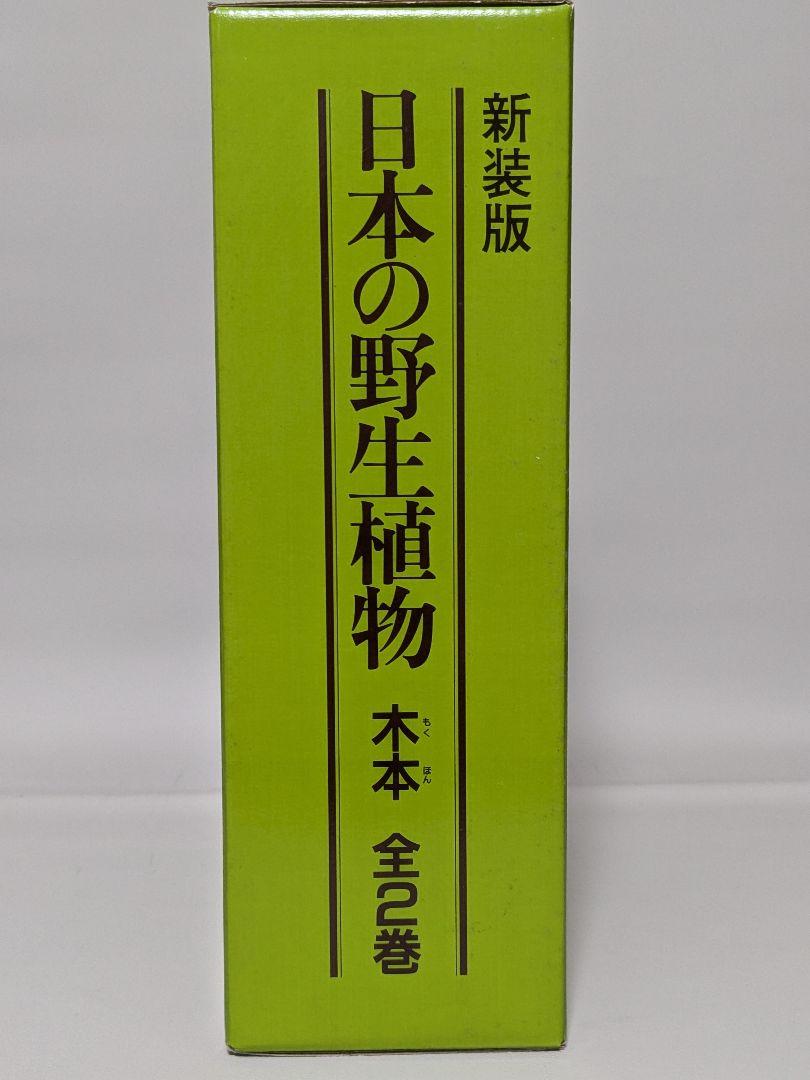 新装版
日本の野生植物
木本 全2巻
もく ほん